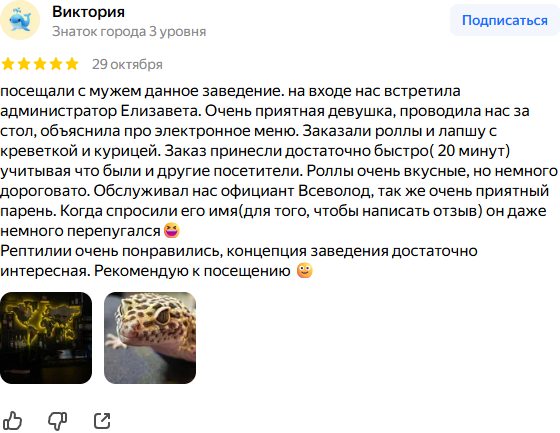 Виктория
Знаток города 3 уровня
Подписаться
29 октября
посещали с мужем данное заведение. на входе нас встретила
администратор Елизавета. Очень приятная девушка, проводила нас за
стол, объяснила про электронное меню. Заказали роллы и лапшу с
креветкой и курицей. Заказ принесли достаточно быстро( 20 минут)
учитывая что были и другие посетители. Роллы очень вкусные, но немного
дороговато. Обслуживал нас официант Всеволод, так же очень приятный
парень. Когда спросили его имя(для того, чтобы написать отзыв) он даже
немного перепугался😆
Рептилии очень понравились, концепция заведения достаточно
интересная. Рекомендую к посещению 🙂